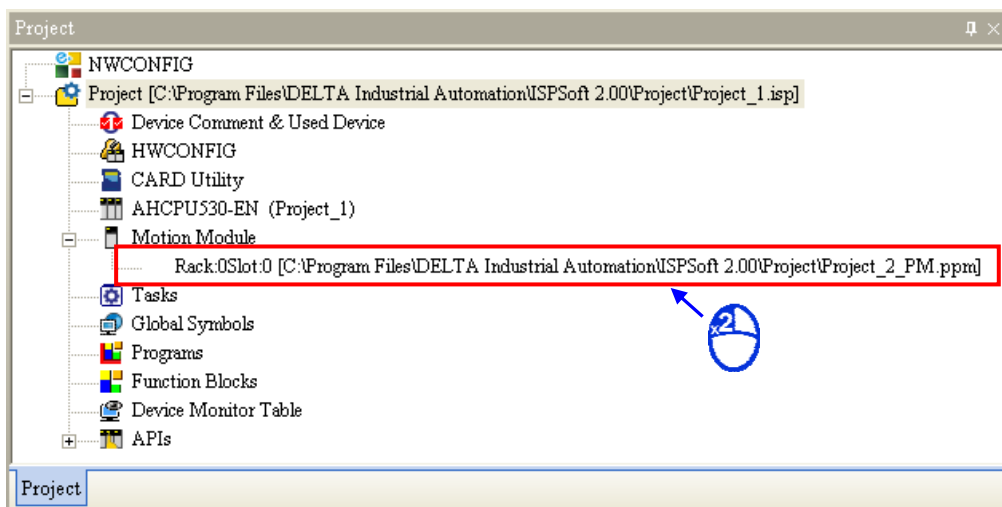 Project
NWCONFIG
Project [C:\Program Files\DELTA Industrial Automation\ISPSoft 2.00\Project\Project_1.isp]
Device Comment & Used Device
HWCONFIG
CARD Utility
AHCPU530-EN (Project_1)
Motion Module
Rack:0Slot:0 [C:\Program Files\DELTA Industrial Automation\ISPSoft 2.00\Project\Project_2_PM.ppm]
Tasks
Global Symbols
x2
Programs
Function Blocks
Device Monitor Table
APIs
Project